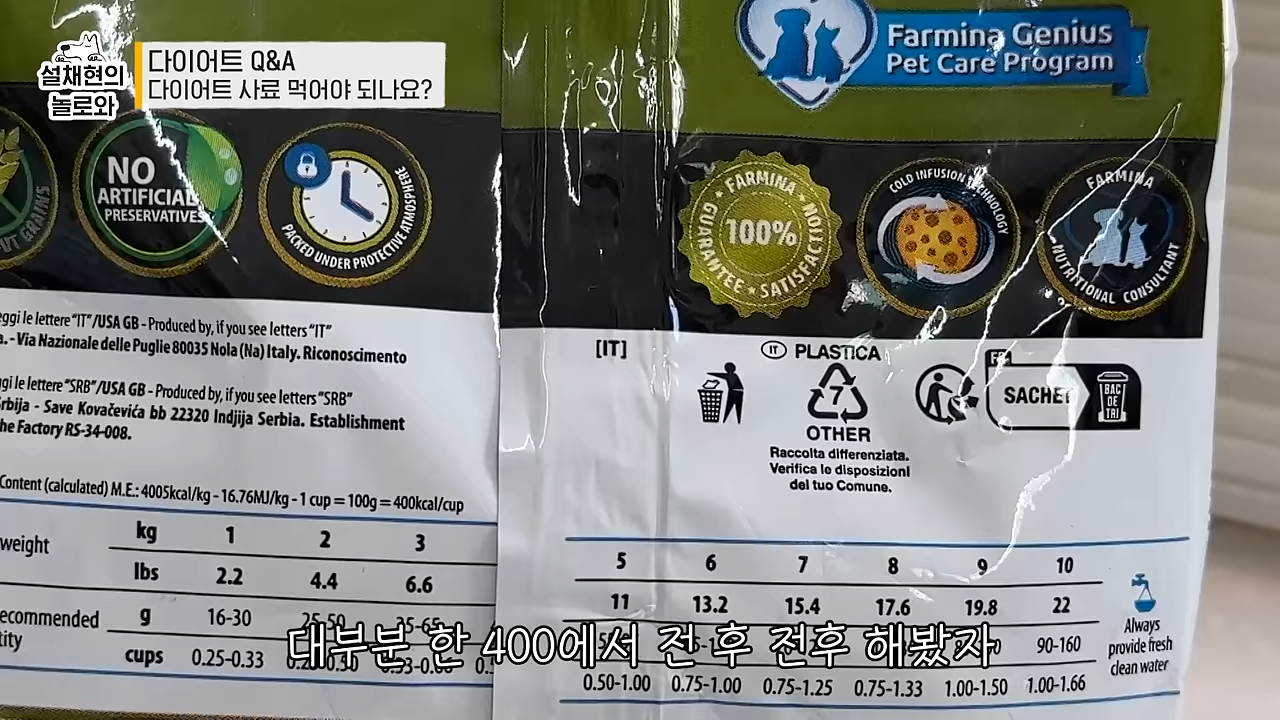 설채현의
놀로와
다이어트 Q&A
다이어트 사료 먹어야 되나요?
Farmina Genius
Pet Care Program
NO
ARTIFICIAL
PRESERVATIVES
PACKED UNDER PROTECTIVE ATMOSPHERE
FARMINA
100%
GUARANTEE • SATISFACTION
COLD INFUSION TECHNOLOGY
FARMINA
NUTRITIONAL CONSULTANT
eggi le lettere "IT"/USA GB - Produced by, if you see letters "IT"
a. - Via Nazionale delle Puglie 80035 Nola (Na) Italy. Riconoscimento
gi le lettere "SRB"/USA GB - Produced by, if you see letters "SRB"
Srbija - Save Kovačevića bb 22320 Indjija Serbia. Establishment
he Factory RS-34-008.
[IT]
IT PLASTICA
7
OTHER
Raccolta differenziata.
Verifica le disposizioni
del tuo Comune.
SACHET
BAC
DE
TRI
Content (calculated) M.E.: 4005kcal/kg - 16.76MJ/kg - 1 cup = 100g = 400kcal/cup
weight kg 1 2 3 5 6 7 8 9 10
lbs 2.2 4.4 6.6 11 13.2 15.4 17.6 19.8 22
ecommended g 16-30 25-50 90-160
tity cups 0.25-0.33 0.50-1.00 0.75-1.00 0.75-1.25 0.75-1.33 1.00-1.50 1.00-1.66
Always
provide fresh
clean water
대부분 한 400에서 전 후 전후 해봤자